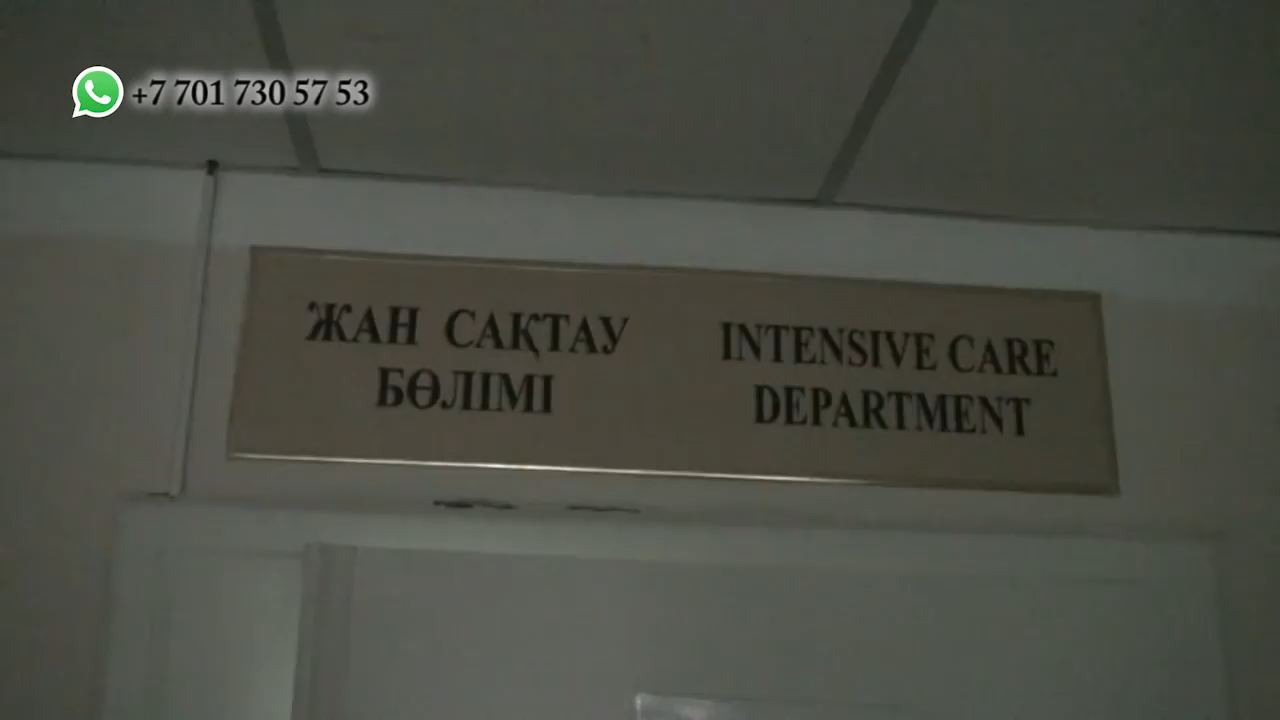 +7 701 730 57 53
ЖАН САҚТАУ
БӨЛІМІ
INTENSIVE CARE
DEPARTMENT